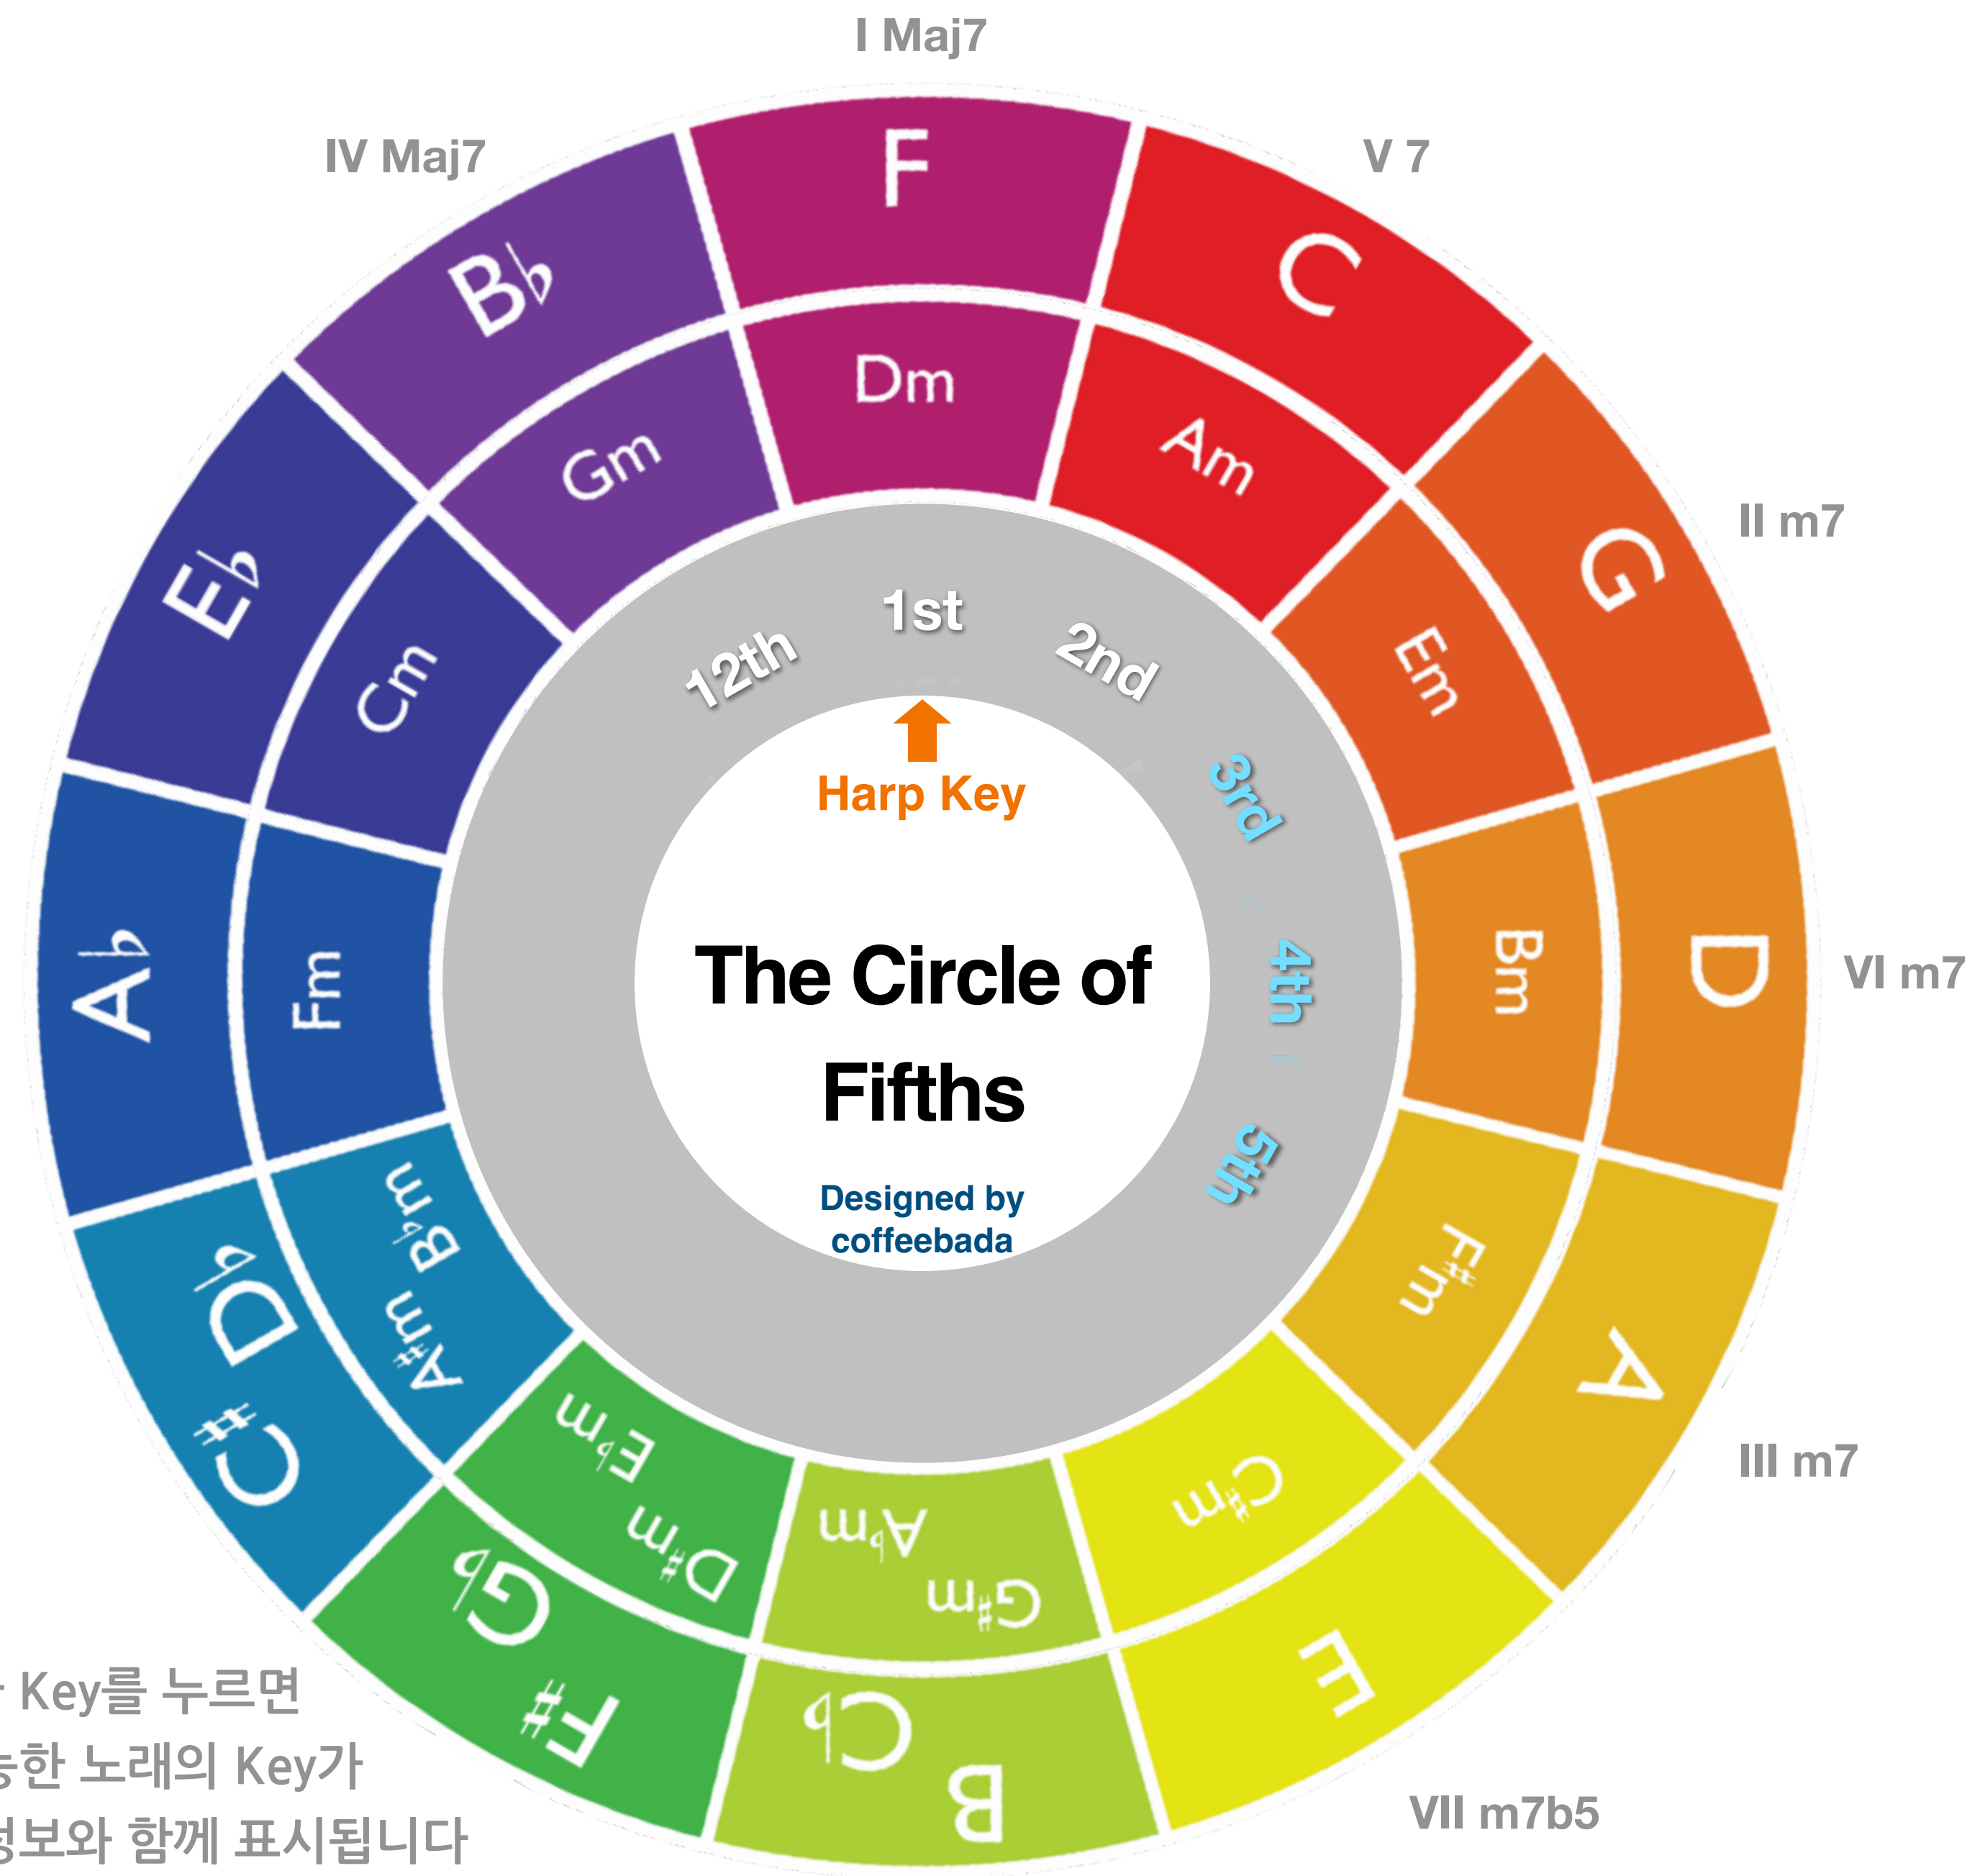 I Maj7
IV Maj7
V 7
II m7
VI m7
III m7
VII m7b5
F
C
G
D
A
E
B C♭
F♯ G♭
C♯ D♭
A♭
E♭
B♭
Dm
Am
Em
Bm
F♯m
C♯m
G♯m A♭m
D♯m E♭m
A♯m B♭m
Fm
Cm
Gm
12th
1st
2nd
3rd
4th
5th
Harp Key
The Circle of
Fifths
Designed by
coffeebada
Key를 누르면
한 노래의 Key가
보와 함께 표시됩니다